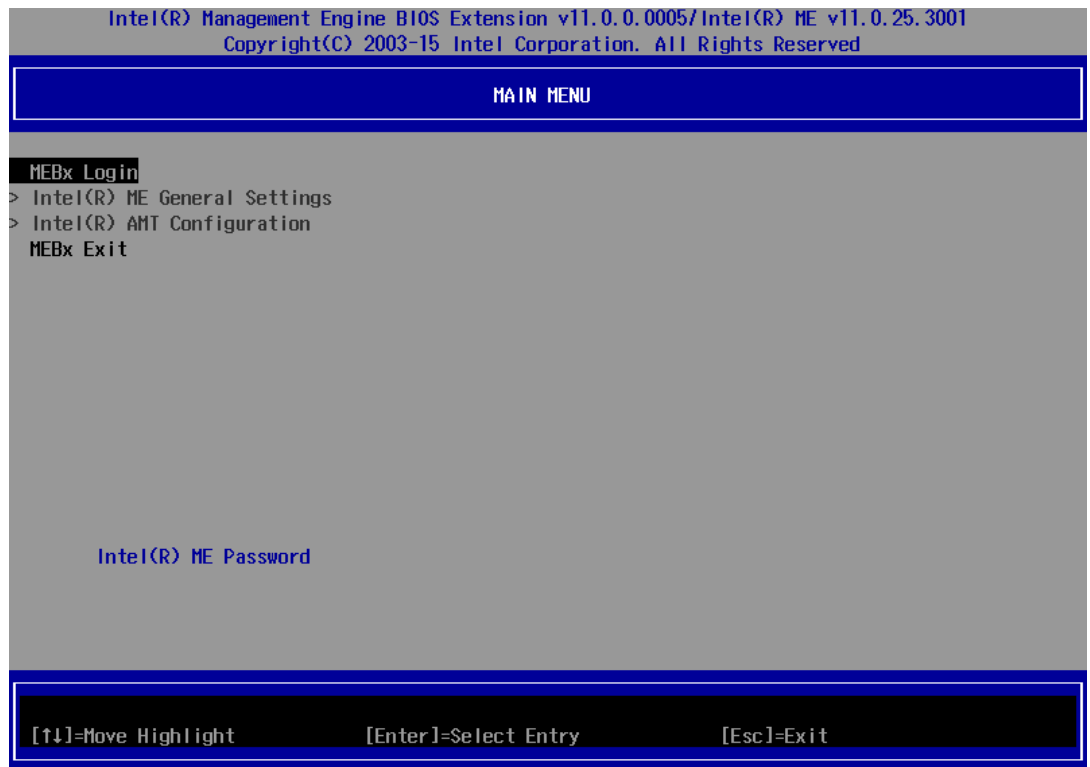 Intel(R) Management Engine BIOS Extension v11.0.0.0005/Intel(R) ME v11.0.25.3001
Copyright(C) 2003-15 Intel Corporation. All Rights Reserved
MAIN MENU
MEBx Login
> Intel(R) ME General Settings
> Intel(R) AMT Configuration
MEBx Exit
Intel(R) ME Password
[↑↓]=Move Highlight [Enter]=Select Entry [Esc]=Exit